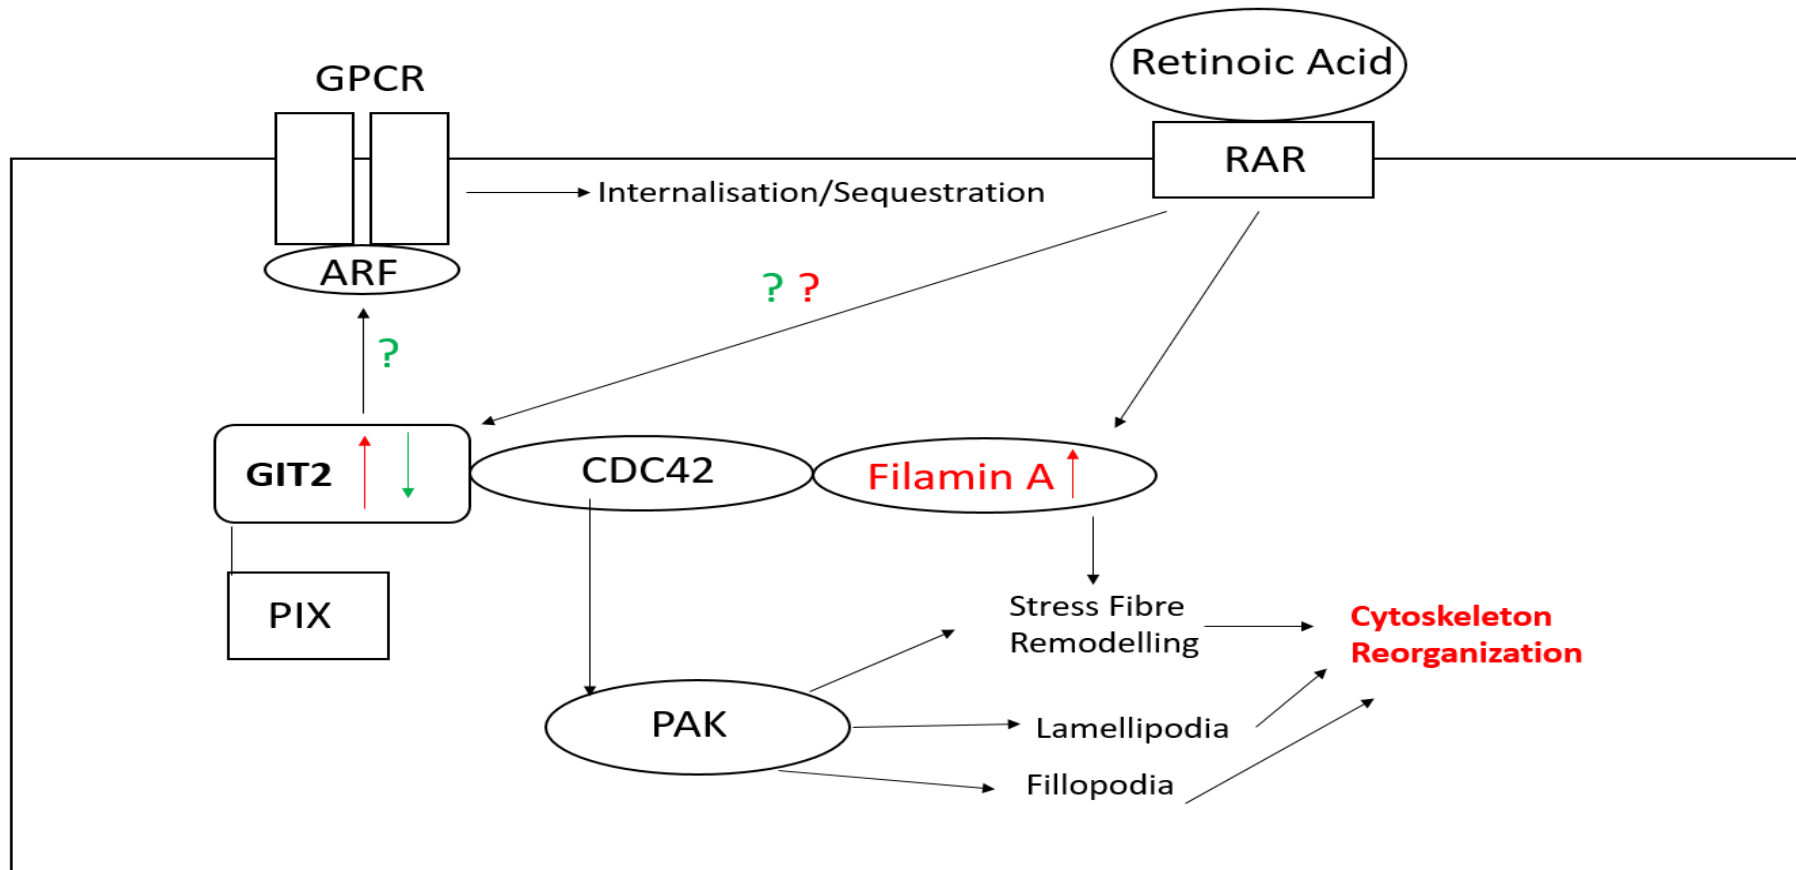 Retinoic Acid
GPCR
RAR
Internalisation/Sequestration
ARF
? ?
?
GIT2
CDC42
Filamin A
PIX
Stress Fibre
Remodelling
Cytoskeleton
Reorganization
PAK
Lamellipodia
Fillopodia